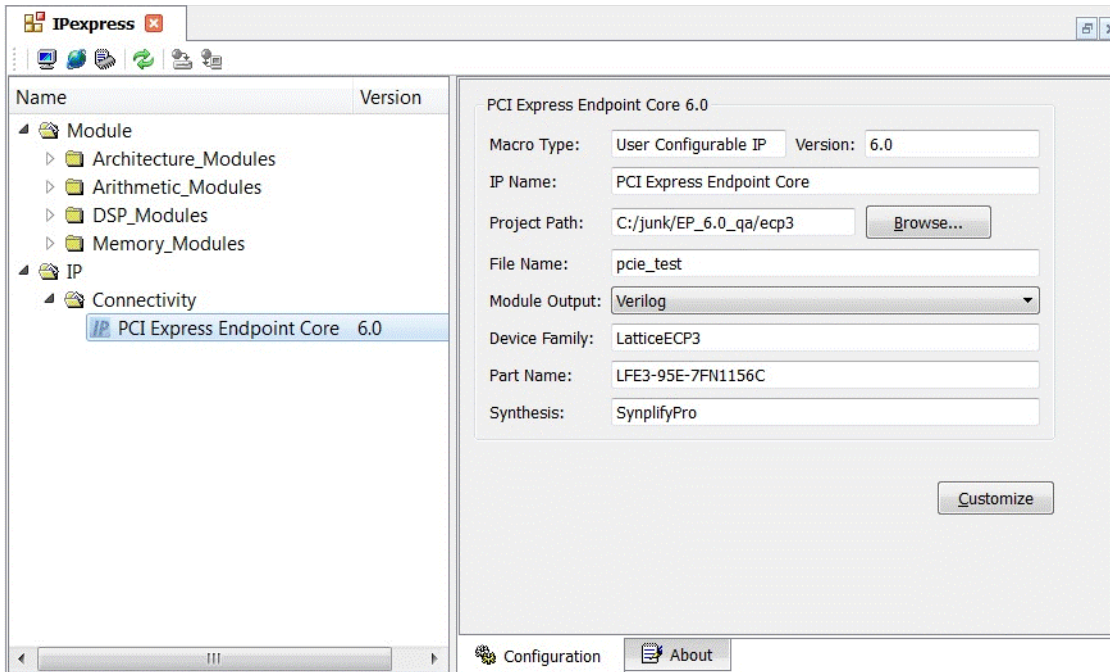 IPexpress
Name Version
Module
Architecture_Modules
Arithmetic_Modules
DSP_Modules
Memory_Modules
IP
Connectivity
IP PCI Express Endpoint Core 6.0
PCI Express Endpoint Core 6.0
Macro Type: User Configurable IP Version: 6.0
IP Name: PCI Express Endpoint Core
Project Path: C:/junk/EP_6.0_qa/ecp3 Browse...
File Name: pcie_test
Module Output: Verilog
Device Family: LatticeECP3
Part Name: LFE3-95E-7FN1156C
Synthesis: SynplifyPro
Customize
Configuration About